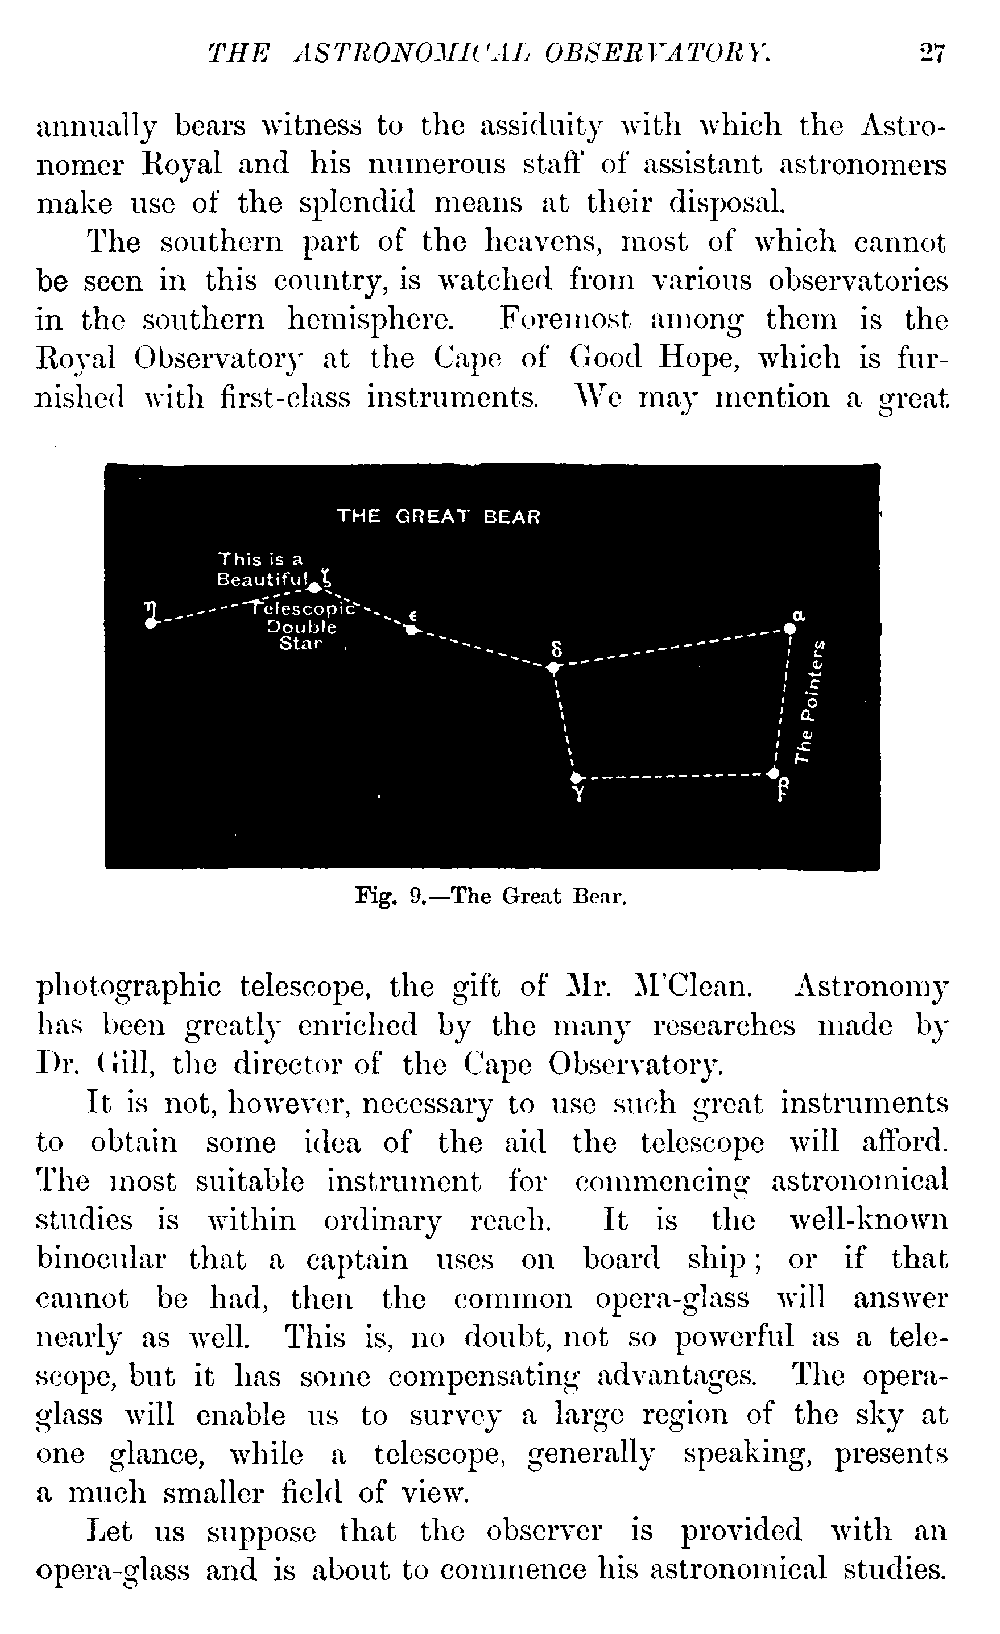 THE ASTRONOMICAL OBSERVATORY. 27
annually bears witness to the assiduity with which the Astro-
nomer Royal and his numerous staff of assistant astronomers
make use of the splendid means at their disposal.
The southern part of the heavens, most of which cannot
be seen in this country, is watched from various observatories
in the southern hemisphere. Foremost among them is the
Royal Observatory at the Cape of Good Hope, which is fur-
nished with first-class instruments. We may mention a great
THE GREAT BEAR
This is a
Beautiful ζ
η Telescopic ε α
Double
Star δ
The Pointers
γ β
Fig. 9.—The Great Bear.
photographic telescope, the gift of Mr. M'Clean. Astronomy
has been greatly enriched by the many researches made by
Dr. Gill, the director of the Cape Observatory.
It is not, however, necessary to use such great instruments
to obtain some idea of the aid the telescope will afford.
The most suitable instrument for commencing astronomical
studies is within ordinary reach. It is the well-known
binocular that a captain uses on board ship; or if that
cannot be had, then the common opera-glass will answer
nearly as well. This is, no doubt, not so powerful as a tele-
scope, but it has some compensating advantages. The opera-
glass will enable us to survey a large region of the sky at
one glance, while a telescope, generally speaking, presents
a much smaller field of view.
Let us suppose that the observer is provided with an
opera-glass and is about to commence his astronomical studies.